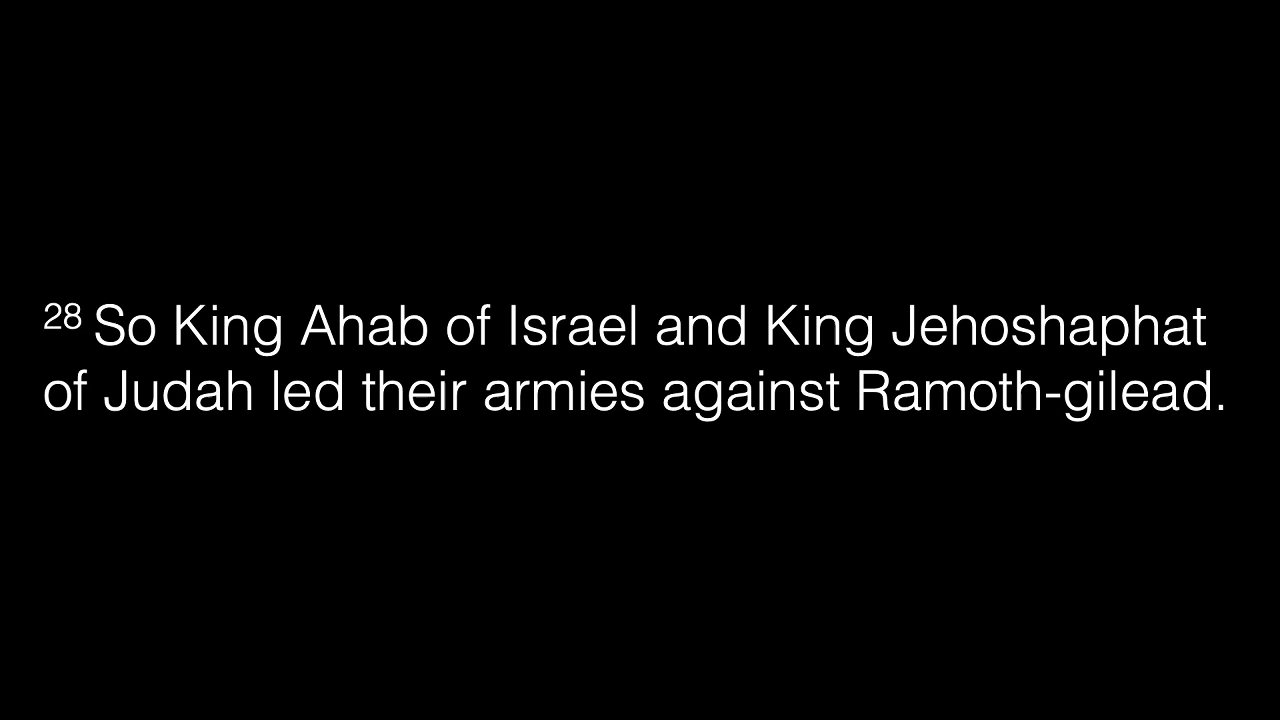 28 So King Ahab of Israel and King Jehoshaphat
of Judah led their armies against Ramoth-gilead.